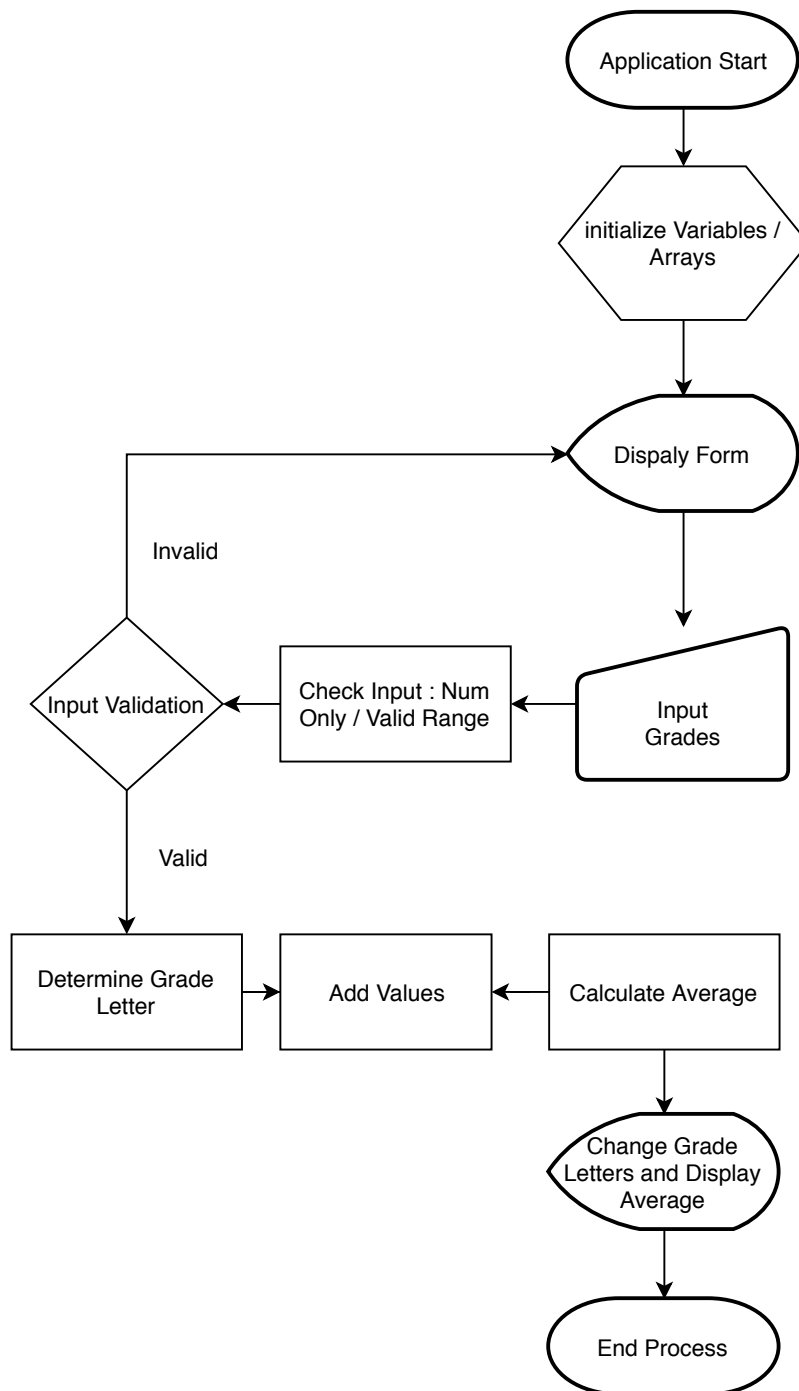 Application Start
initialize Variables /
Arrays
Dispaly Form
Invalid
Input Validation
Check Input : Num
Only / Valid Range
Input
Grades
Valid
Determine Grade
Letter
Add Values
Calculate Average
Change Grade
Letters and Display
Average
End Process